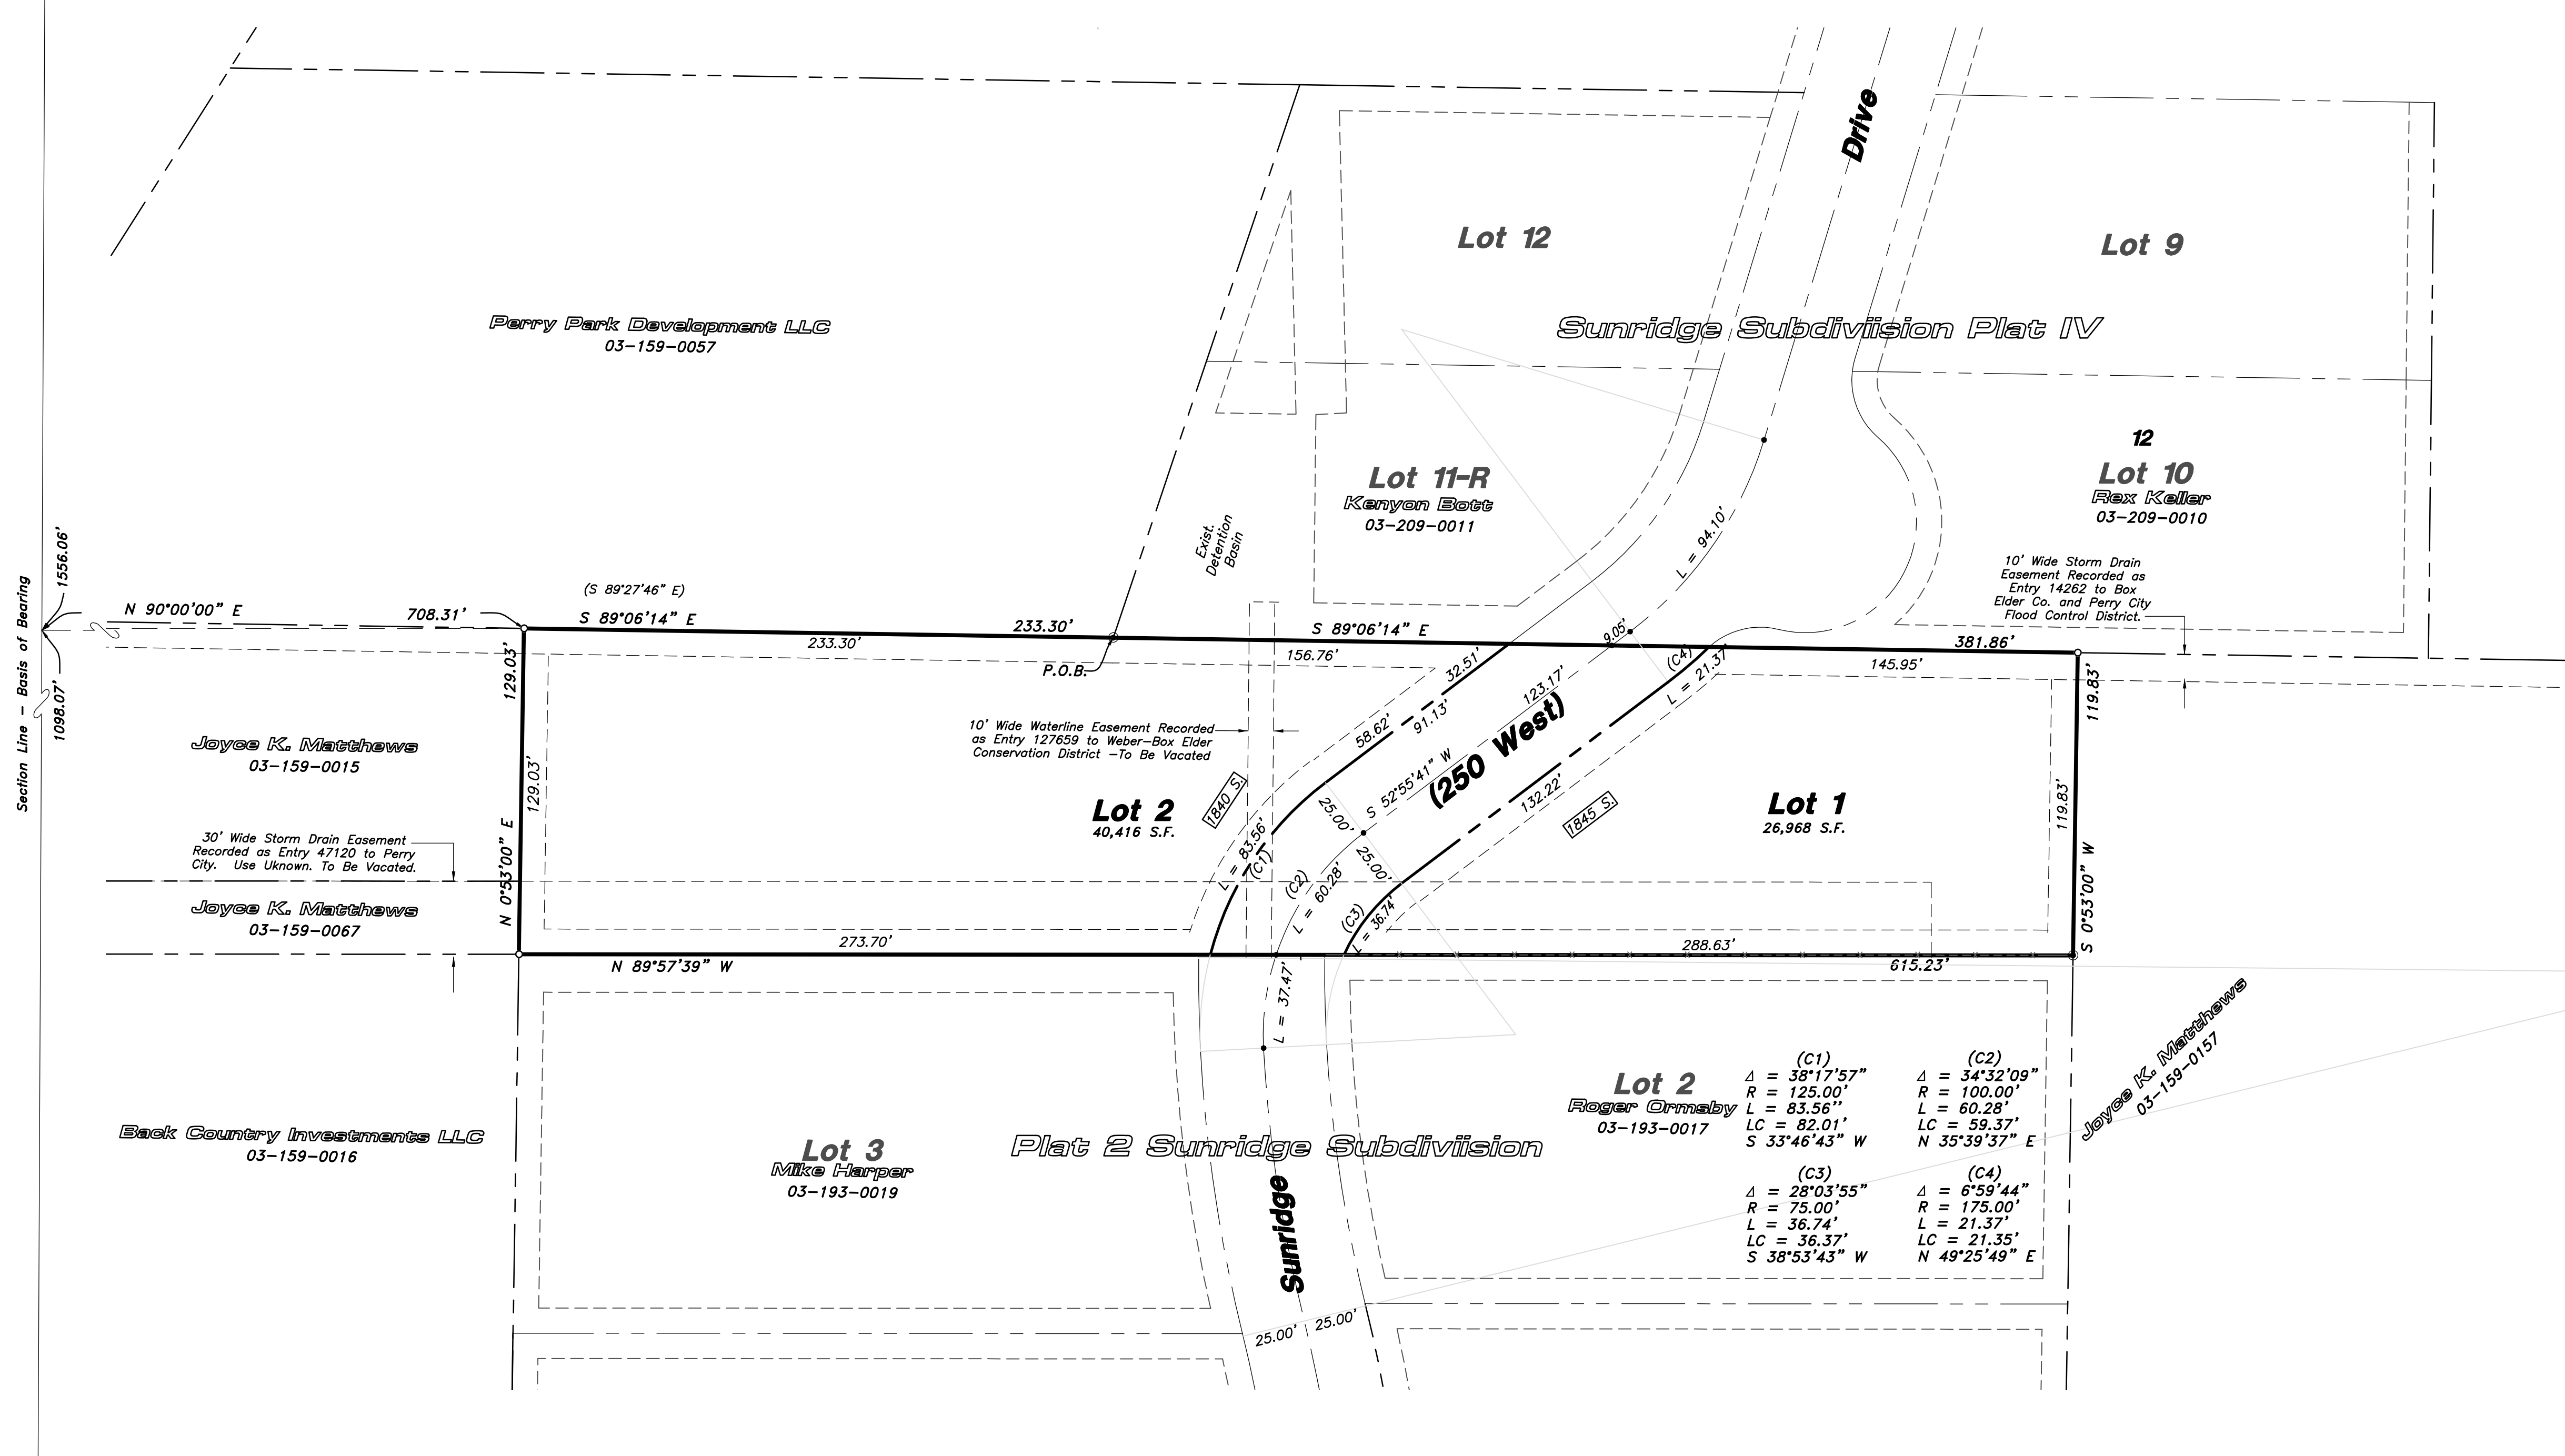 Drive
Lot 12
Lot 9
Sunridge Subdiviision Plat IV
Perry Park Development LLC
03-159-0057
12
Lot 10
Rex Keller
03-209-0010
Lot 11-R
Kenyon Bott
03-209-0011
Exist.
Detention
Basin
L = 94.10'
10' Wide Storm Drain
Easement Recorded as
Entry 14262 to Box
Elder Co. and Perry City
Flood Control District.
Section Line - Basis of Bearing
1556.06'
1098.07'
N 90°00'00" E
708.31'
(S 89°27'46" E)
S 89°06'14" E
233.30'
233.30'
P.O.B.
S 89°06'14" E
156.76'
381.86'
145.95'
9.05'
32.51'
(C4)
L = 21.37'
129.03'
129.03'
N 0°53'00" E
119.83'
119.83'
S 0°53'00" W
58.62'
91.13'
123.17'
S 52°55'41" W
(250 West)
132.22'
1840 S.
1845 S.
10' Wide Waterline Easement Recorded
as Entry 127659 to Weber-Box Elder
Conservation District -To Be Vacated
Joyce K. Matthews
03-159-0015
Lot 2
40,416 S.F.
Lot 1
26,968 S.F.
25.00'
25.00'
L = 83.56'
(C1)
(C2)
L = 60.28'
(C3)
L = 36.74'
30' Wide Storm Drain Easement
Recorded as Entry 47120 to Perry
City. Use Uknown. To Be Vacated.
Joyce K. Matthews
03-159-0067
273.70'
N 89°57'39" W
288.63'
615.23'
L = 37.47'
Joyce K. Matthews
03-159-0157
Back Country Investments LLC
03-159-0016
Lot 3
Mike Harper
03-193-0019
Plat 2 Sunridge Subdiviision
Lot 2
Roger Ormsby
03-193-0017
(C1)
Δ = 38°17'57"
R = 125.00'
L = 83.56''
LC = 82.01'
S 33°46'43" W
(C2)
Δ = 34°32'09"
R = 100.00'
L = 60.28'
LC = 59.37'
N 35°39'37" E
(C3)
Δ = 28°03'55"
R = 75.00'
L = 36.74'
LC = 36.37'
S 38°53'43" W
(C4)
Δ = 6°59'44"
R = 175.00'
L = 21.37'
LC = 21.35'
N 49°25'49" E
Sunridge
25.00'
25.00'